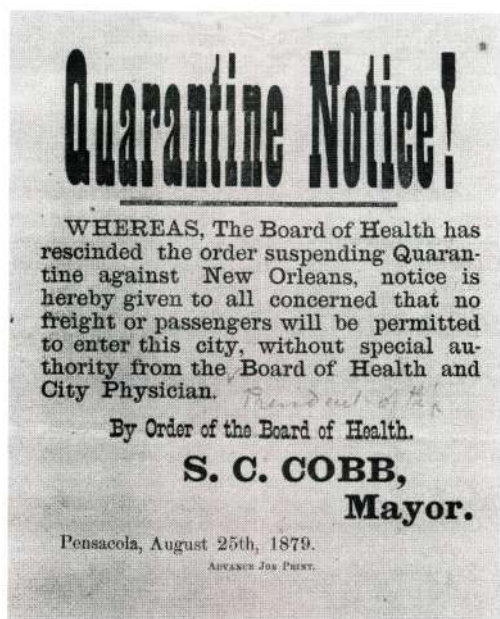 Quarantine Notice!
WHEREAS, The Board of Health has
rescinded the order suspending Quaran-
tine against New Orleans, notice is
hereby given to all concerned that no
freight or passengers will be permitted
to enter this city, without special au-
thority from the Board of Health and
City Physician. President of the
By Order of the Board of Health.
S. C. COBB,
Mayor.
Pensacola, August 25th, 1879.
ADVANCE JOB PRINT.